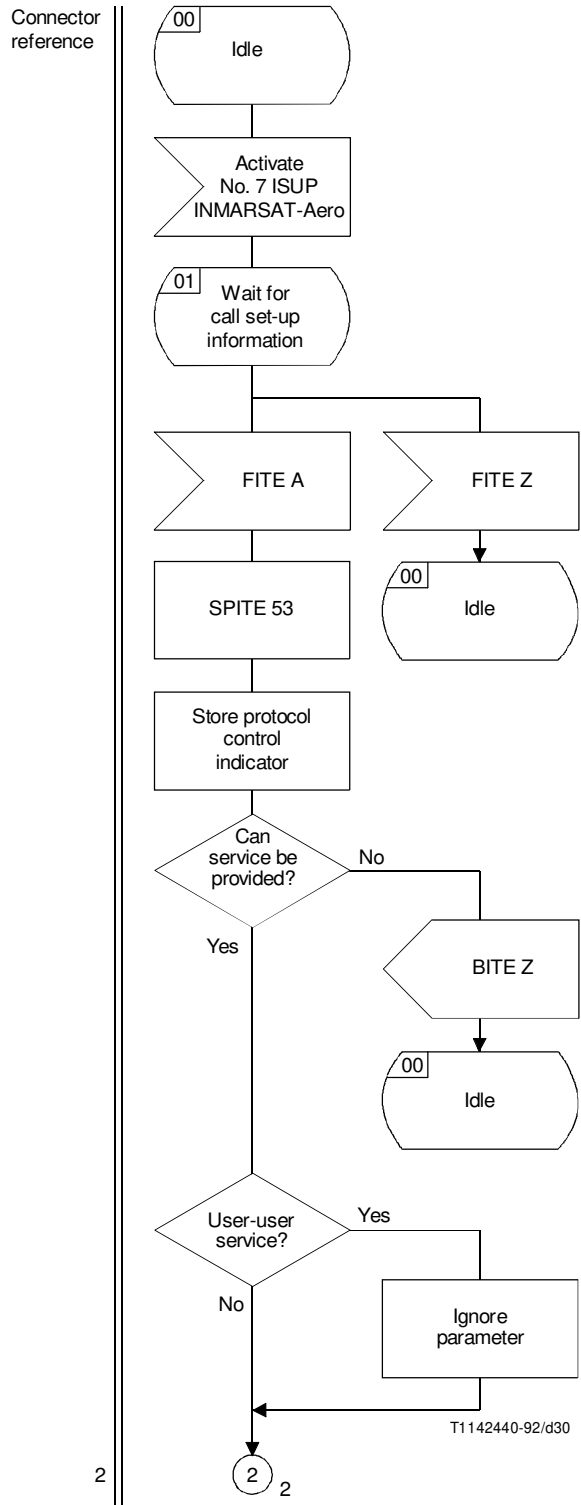 Connector
reference
00
Idle
Activate
No. 7 ISUP
INMARSAT-Aero
01
Wait for
call set-up
information
FITE A
FITE Z
00
Idle
SPITE 53
Store protocol
control
indicator
Can
service be
provided?
No
Yes
BITE Z
00
Idle
User-user
service?
Yes
No
Ignore
parameter
T1142440-92/d30
2
2
2